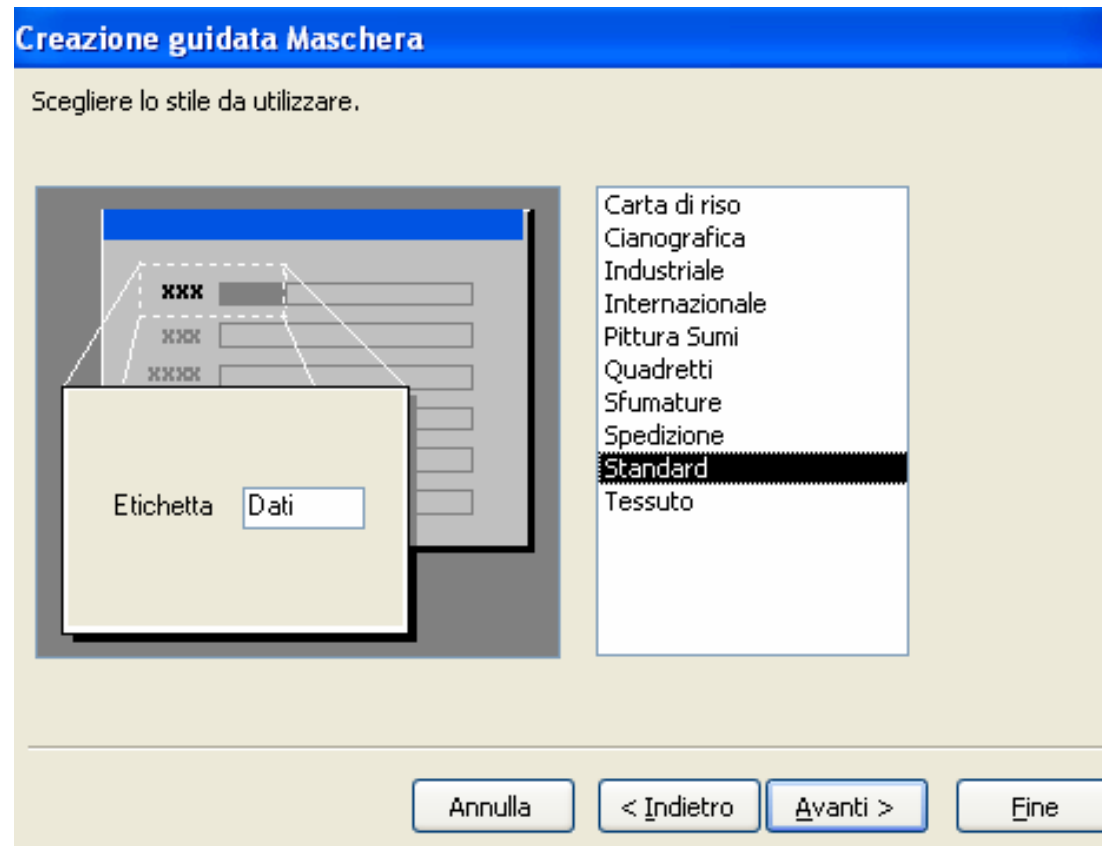 Creazione guidata Maschera
Scegliere lo stile da utilizzare.
xxx
xxx
xxxx
Etichetta Dati
Carta di riso
Cianografica
Industriale
Internazionale
Pittura Sumi
Quadretti
Sfumature
Spedizione
Standard
Tessuto
Annulla < Indietro Avanti > Fine